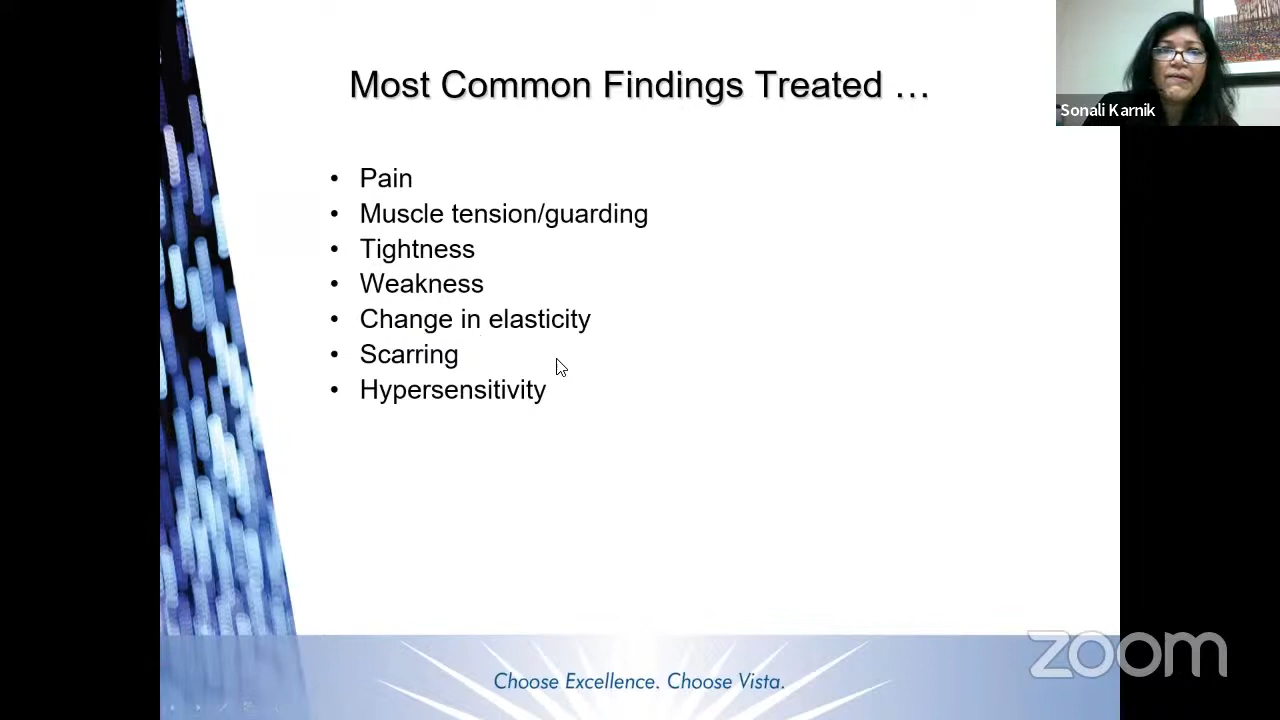 Most Common Findings Treated …
Sonali Karnik
• Pain
• Muscle tension/guarding
• Tightness
• Weakness
• Change in elasticity
• Scarring
• Hypersensitivity
Choose Excellence. Choose Vista.
zoom